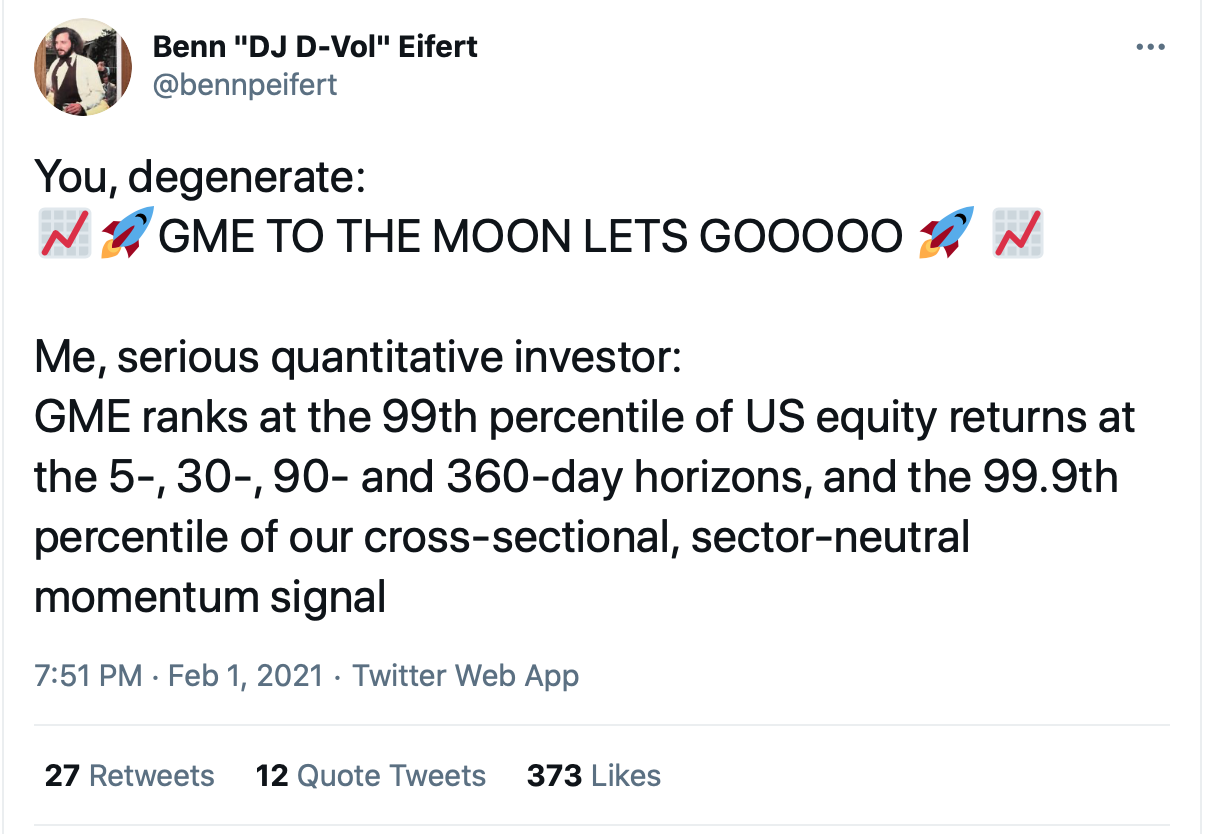 Benn "DJ D-Vol" Eifert
@bennpeifert
You, degenerate:
📈🚀GME TO THE MOON LETS GOOOOO 🚀 📈
Me, serious quantitative investor:
GME ranks at the 99th percentile of US equity returns at
the 5-, 30-, 90- and 360-day horizons, and the 99.9th
percentile of our cross-sectional, sector-neutral
momentum signal
7:51 PM · Feb 1, 2021 · Twitter Web App
27 Retweets 12 Quote Tweets 373 Likes